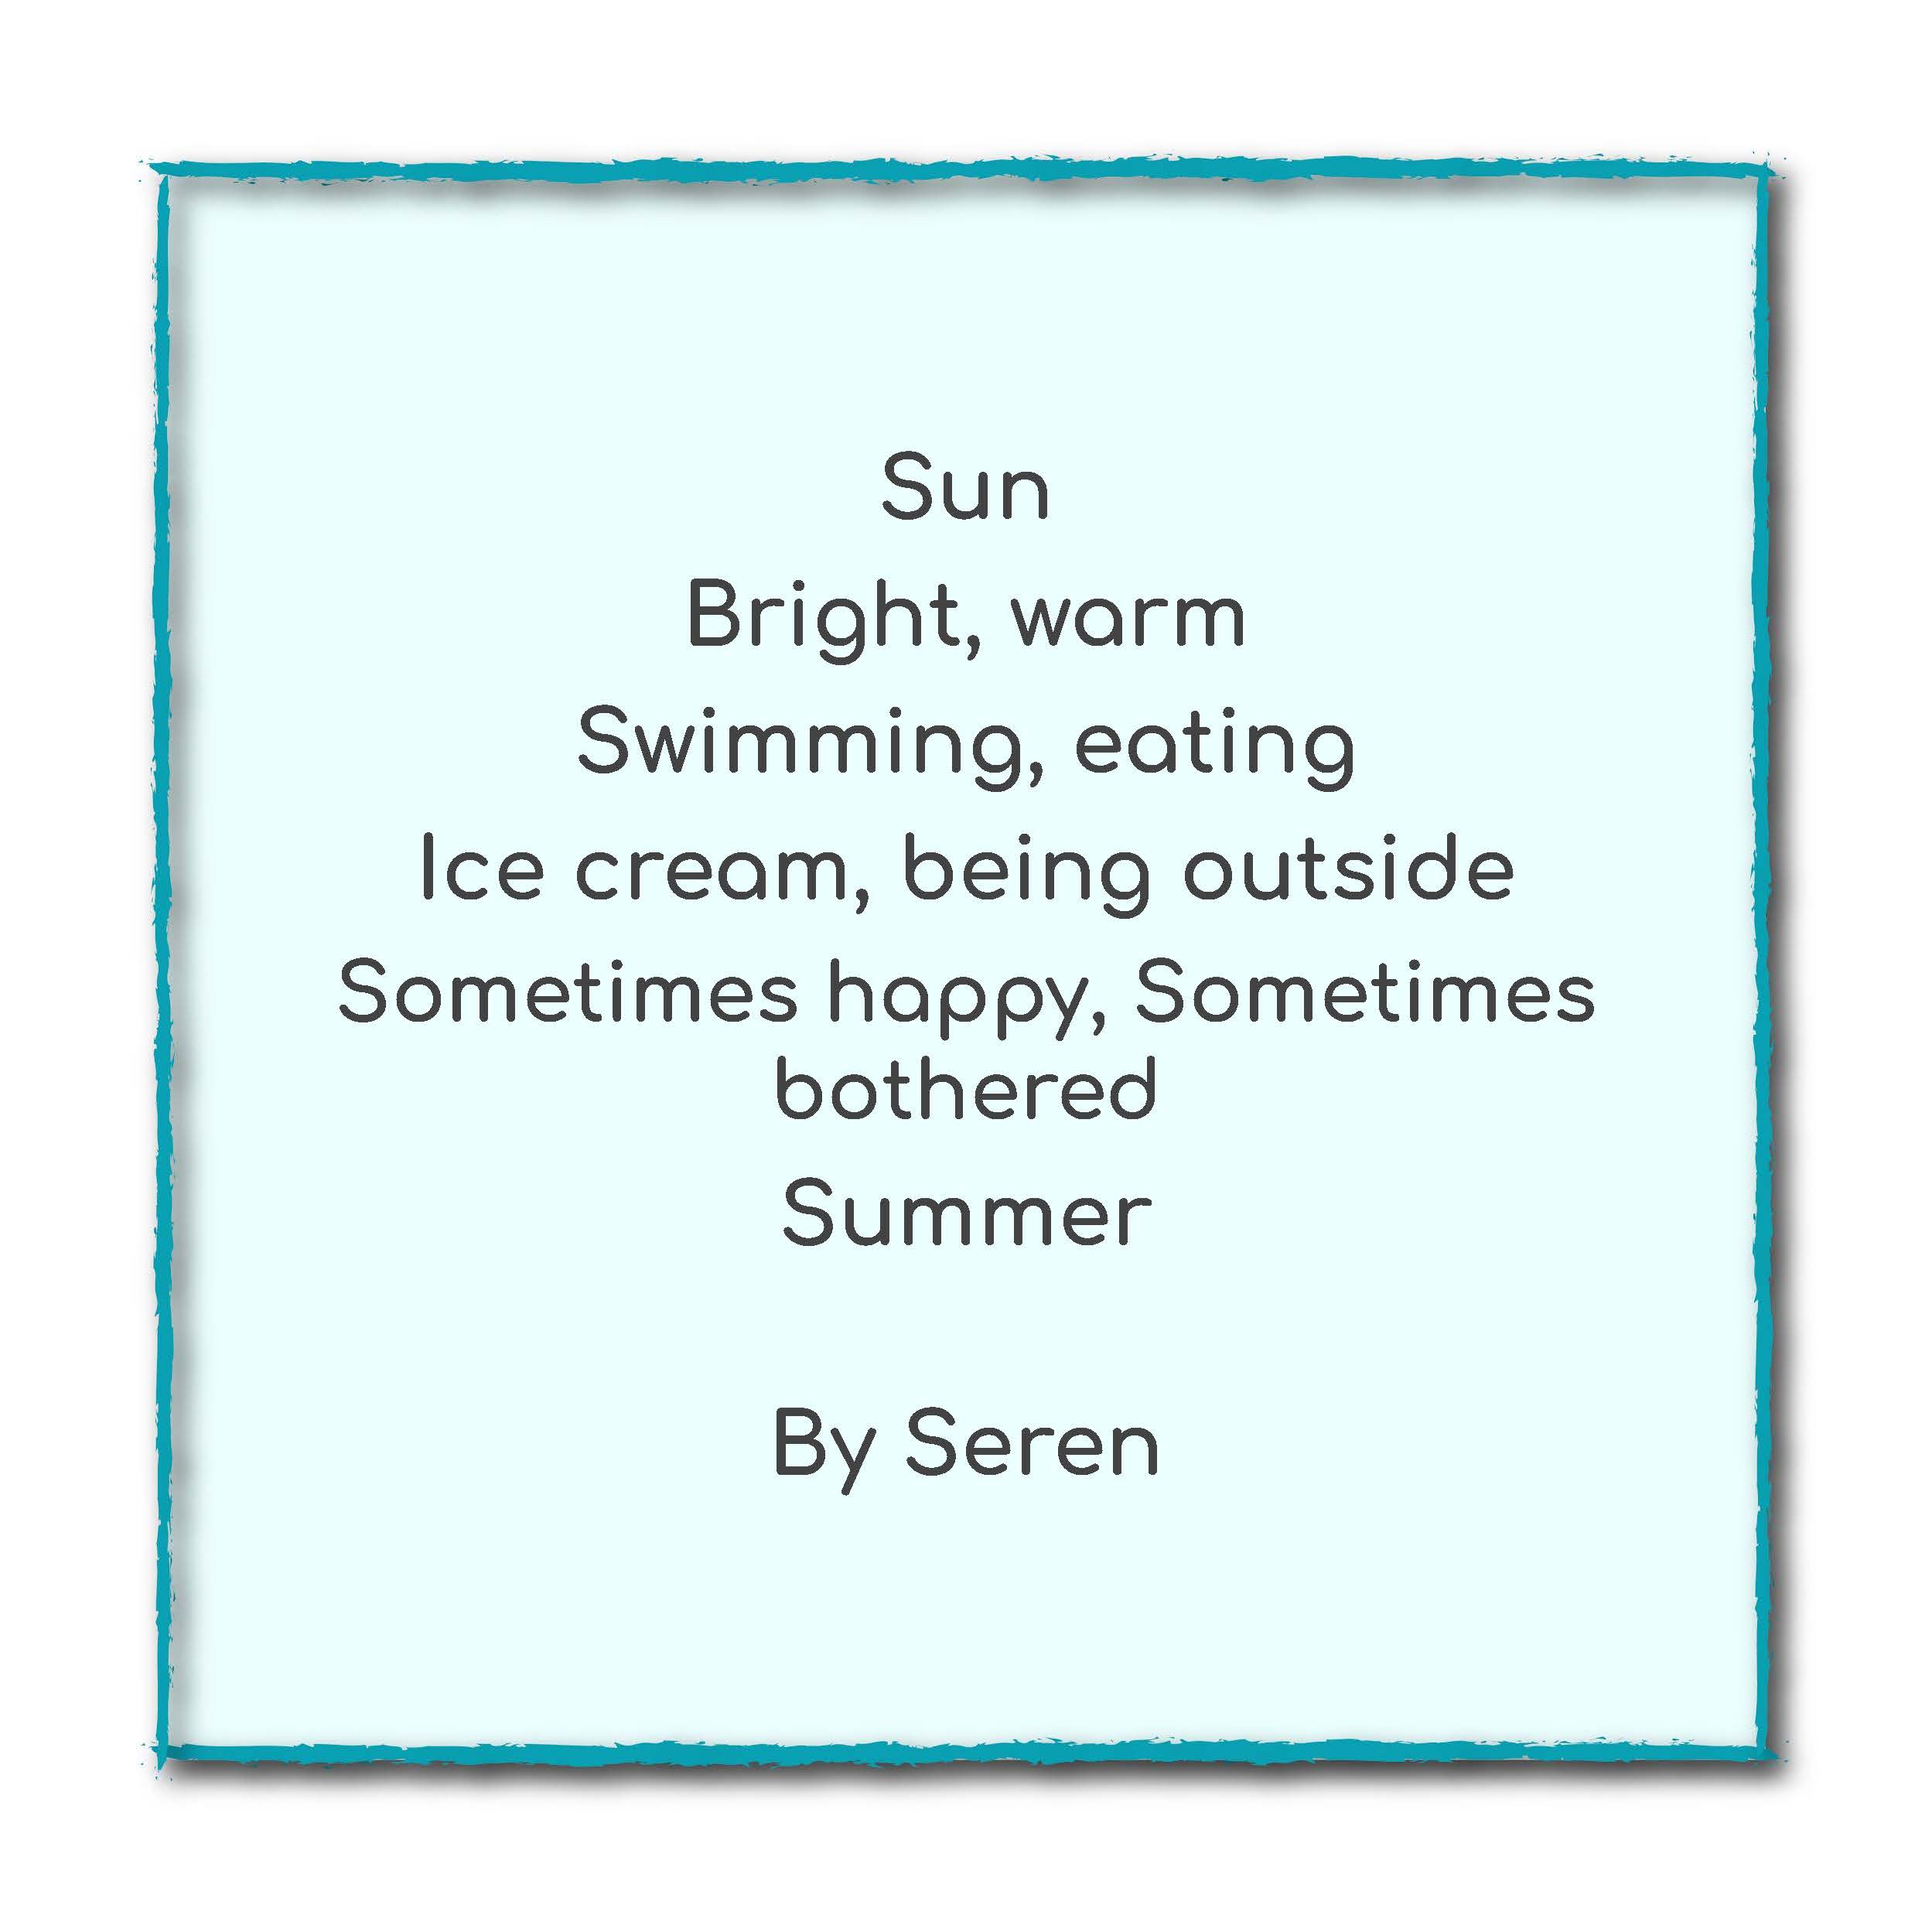 Sun
Bright, warm
Swimming, eating
Ice cream, being outside
Sometimes happy, Sometimes
bothered
Summer
By Seren